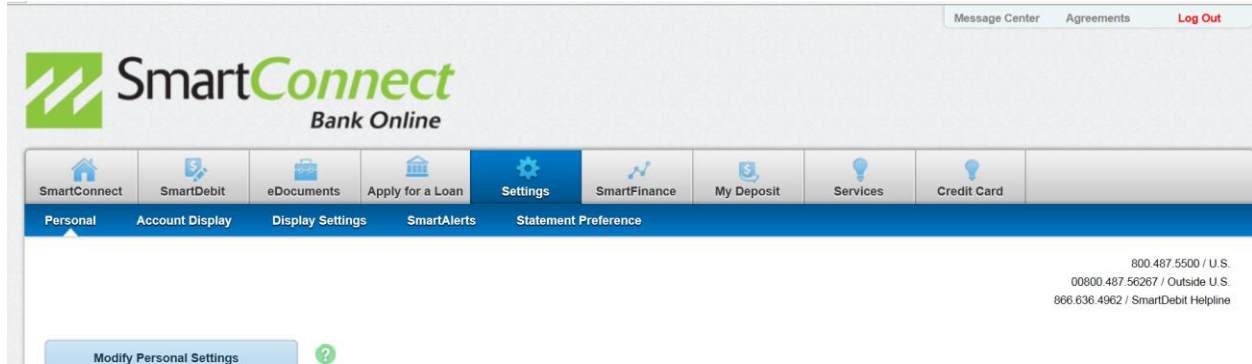 Message Center Agreements Log Out
SmartConnect
Bank Online
SmartConnect SmartDebit eDocuments Apply for a Loan Settings SmartFinance My Deposit Services Credit Card
Personal Account Display Display Settings SmartAlerts Statement Preference
800.487.5500 / U.S.
00800.487.56267 / Outside U.S.
866.636.4962 / SmartDebit Helpline
Modify Personal Settings ?